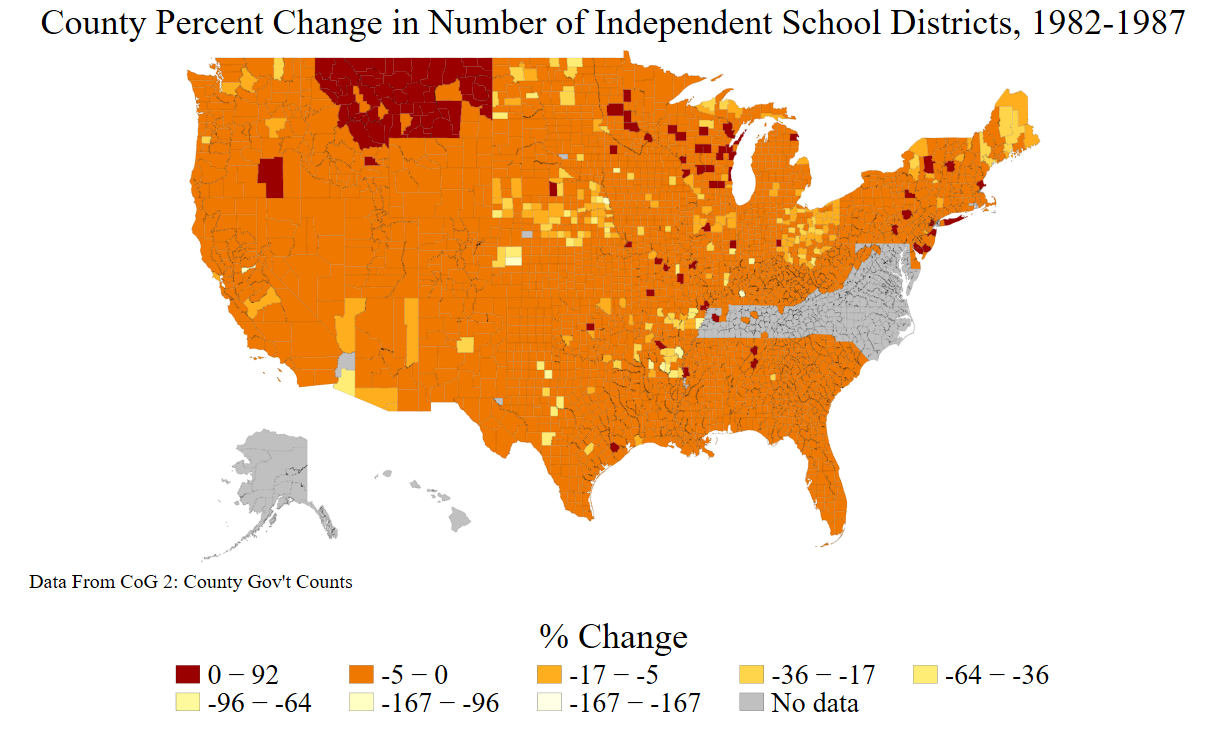 County Percent Change in Number of Independent School Districts, 1982-1987
Data From CoG 2: County Gov't Counts
% Change
0 − 92 -5 − 0 -17 − -5 -36 − -17 -64 − -36
-96 − -64 -167 − -96 -167 − -167 No data